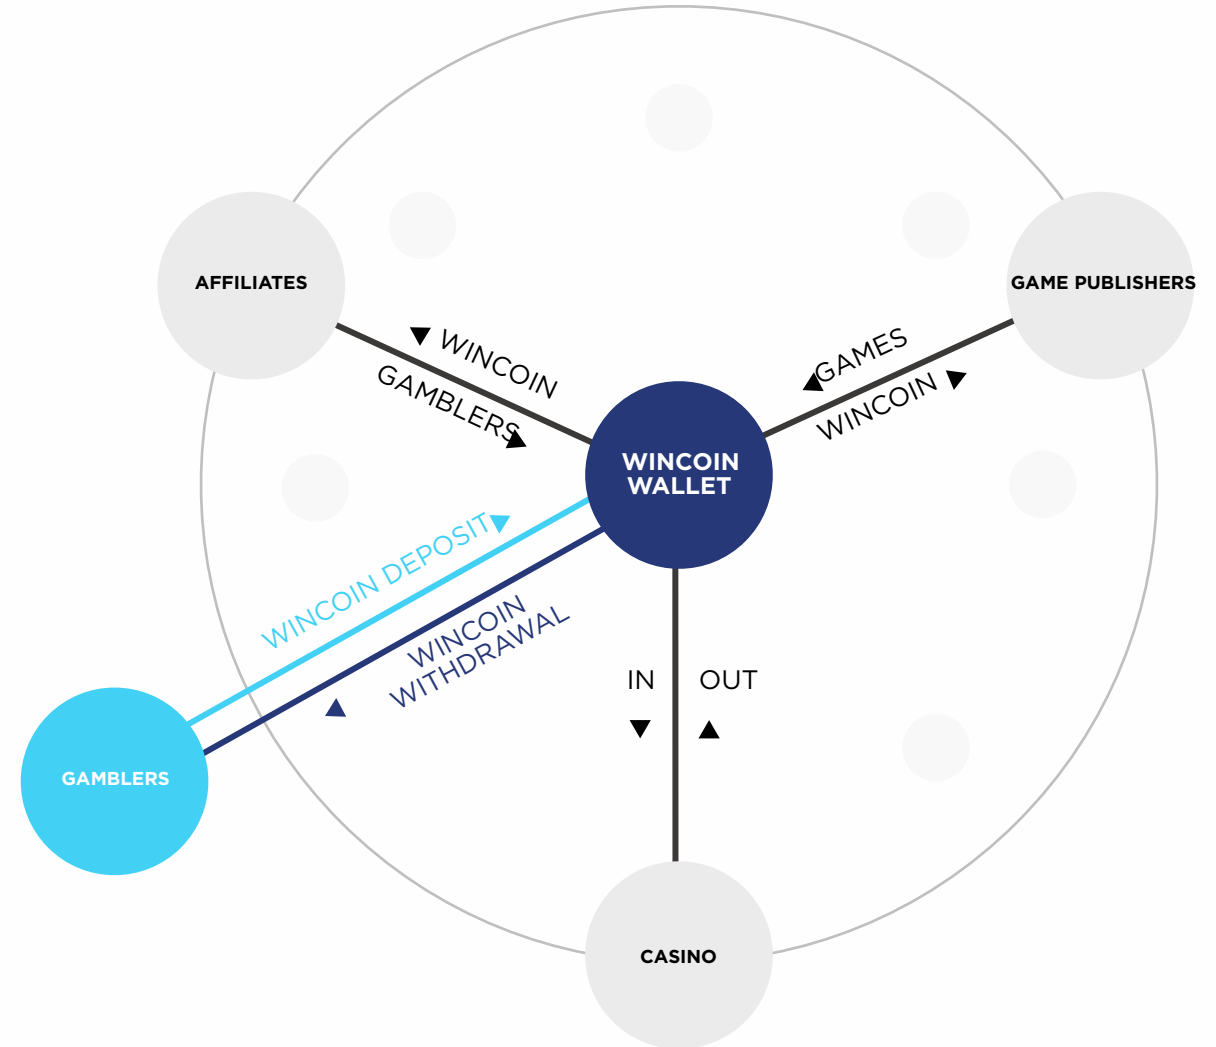 AFFILIATES
GAME PUBLISHERS
WINCOIN
GAMBLERS
GAMES
WINCOIN
WINCOIN
WALLET
WINCOIN DEPOSIT
WINCOIN
WITHDRAWAL
IN
OUT
GAMBLERS
CASINO